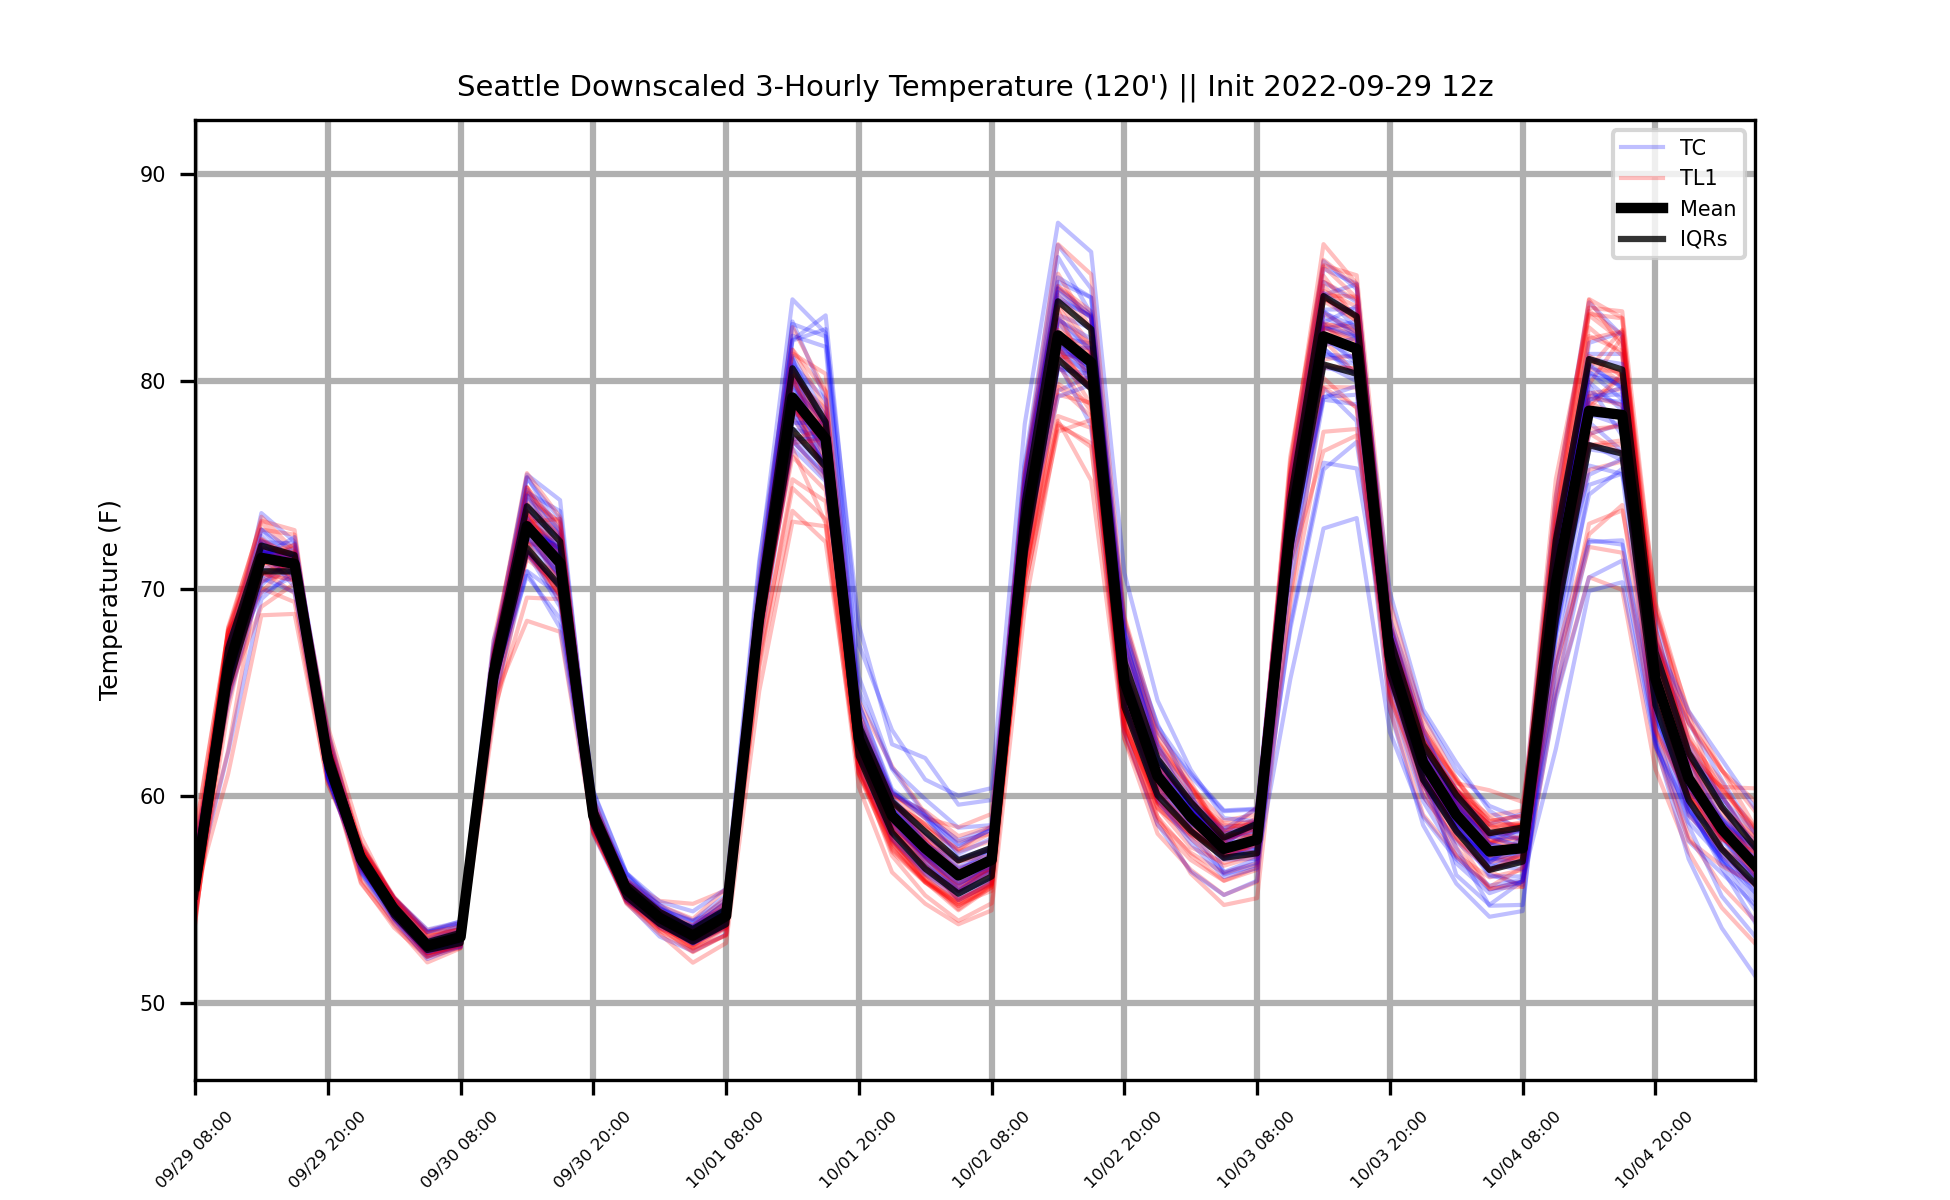 Seattle Downscaled 3-Hourly Temperature (120') || Init 2022-09-29 12z
TC
TL1
Mean
IQRs
Temperature (F)
90
80
70
60
50
09/29 08:00
09/29 20:00
09/30 08:00
09/30 20:00
10/01 08:00
10/01 20:00
10/02 08:00
10/02 20:00
10/03 08:00
10/03 20:00
10/04 08:00
10/04 20:00